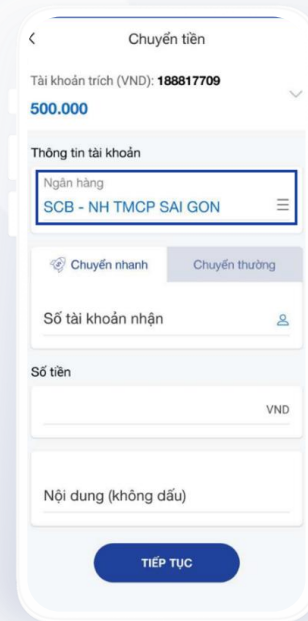 Chuyển tiền
Tài khoản trích (VND): 188817709
500.000
Thông tin tài khoản
Ngân hàng
SCB - NH TMCP SAI GON
Chuyển nhanh
Chuyển thường
Số tài khoản nhận
Số tiền
VND
Nội dung (không dấu)
TIẾP TỤC